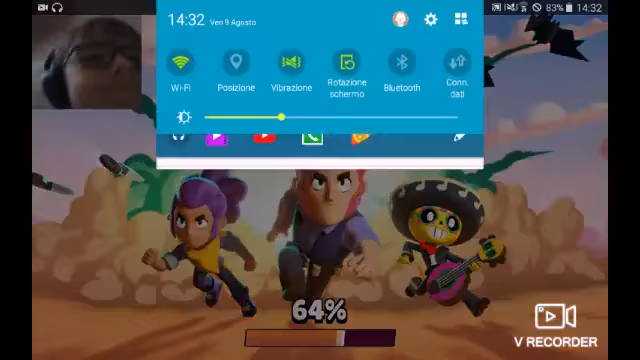 83% 14:32
14:32 Ven 9 Agosto
Wi-Fi Posizione Vibrazione Rotazione schermo Bluetooth Conn. dati
64%
V RECORDER